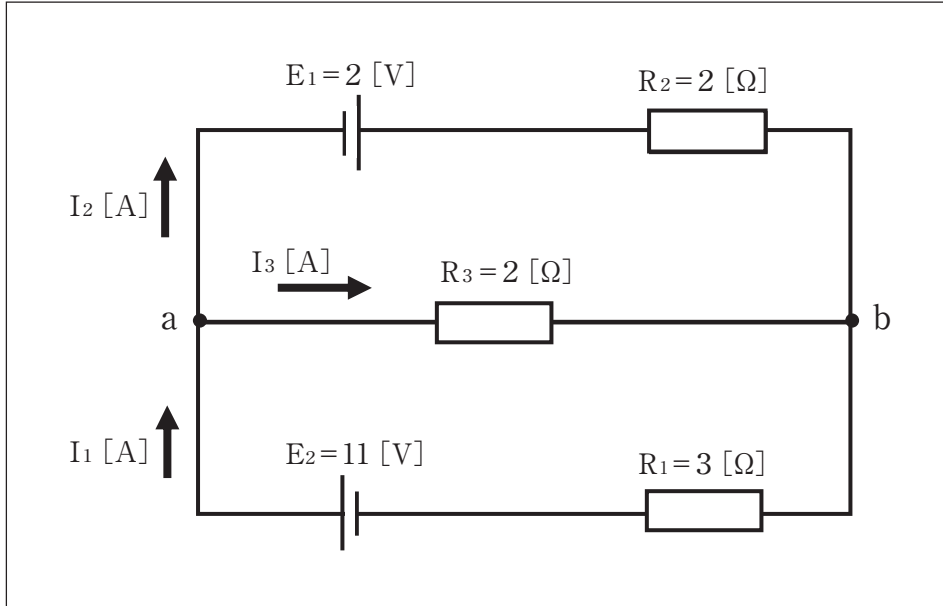 E1=2 [V]
R2=2 [Ω]
I2 [A]
I3 [A]
R3=2 [Ω]
a
b
I1 [A]
E2=11 [V]
R1=3 [Ω]